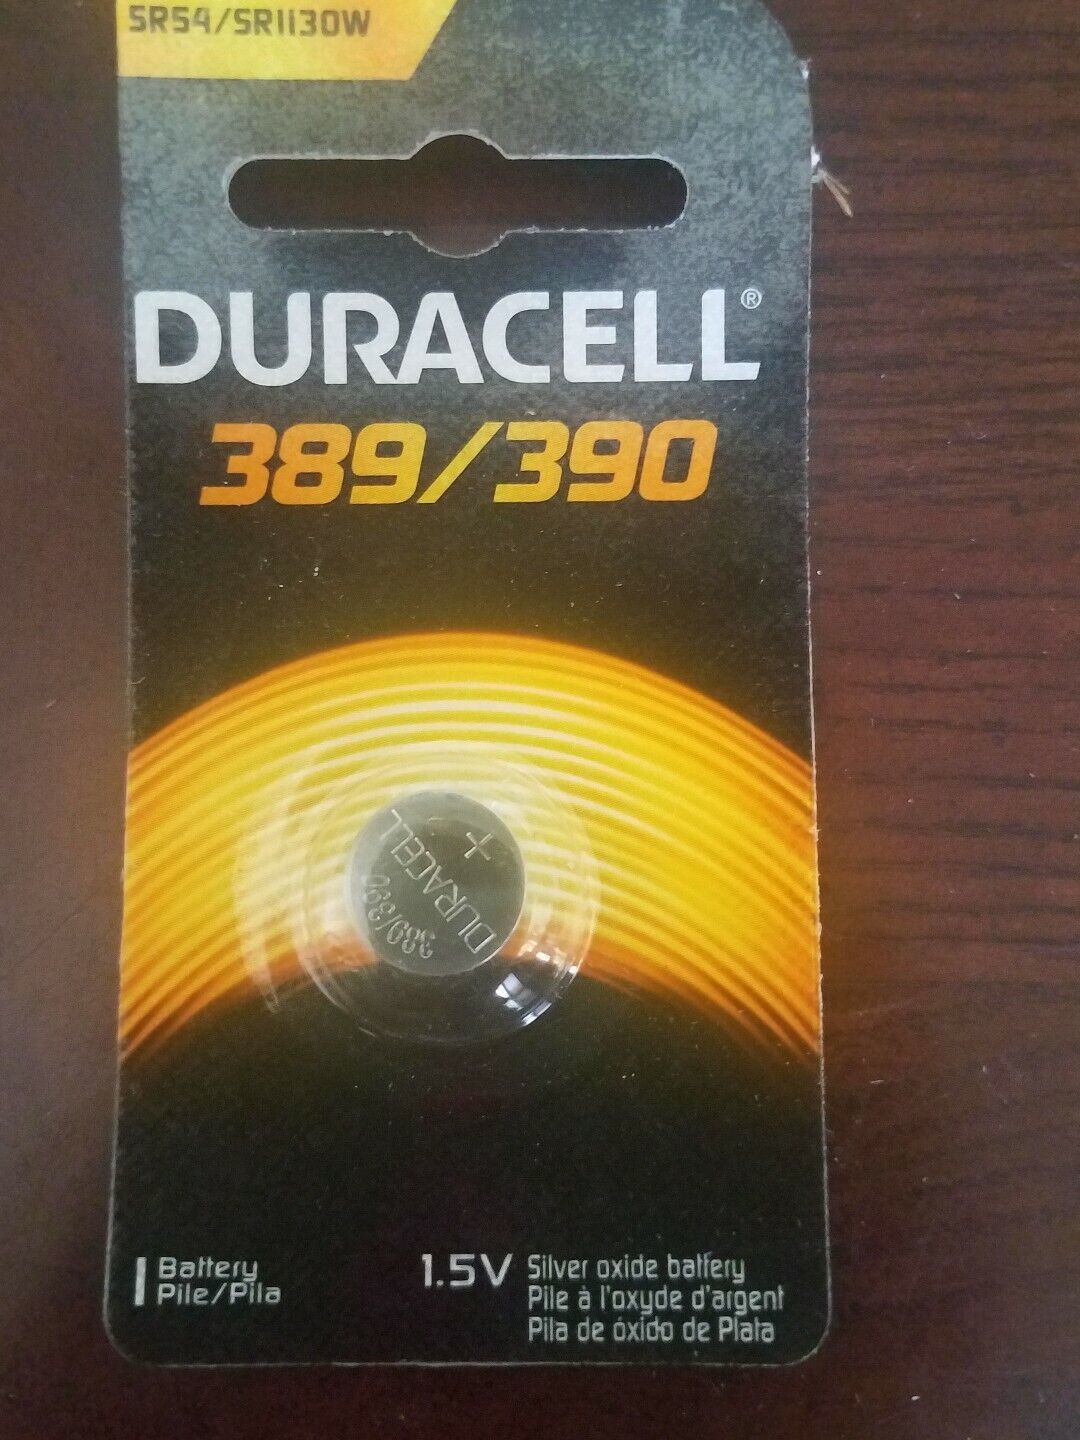 SR54/SR1130W
DURACELL®
389/390
+
DURACELL
389/390
1 Battery
Pile/Pila
1.5V Silver oxide battery
Pile à l'oxyde d'argent
Pila de óxido de Plata